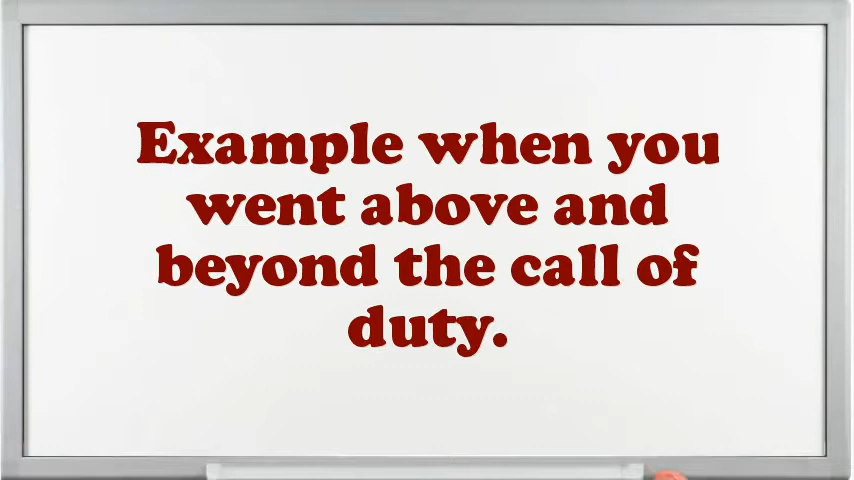 Example when you
went above and
beyond the call of
duty.